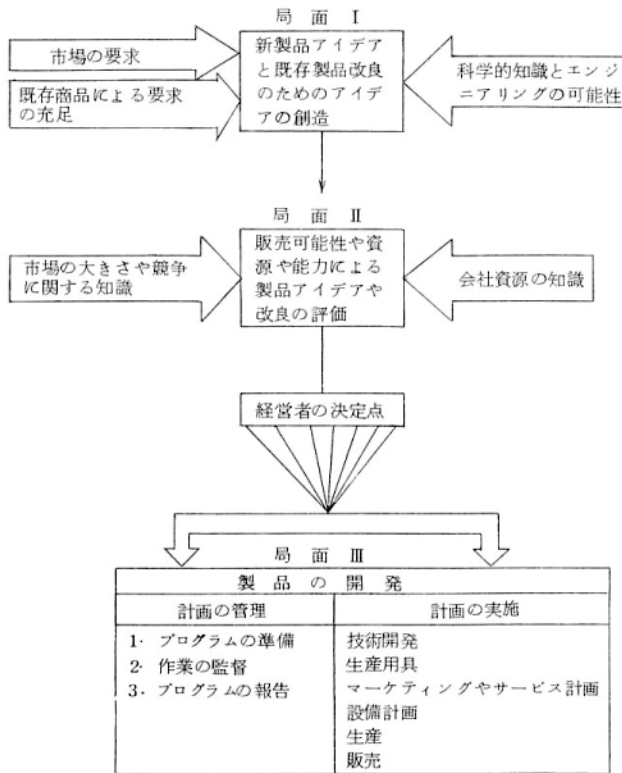 局面 Ⅰ
市場の要求
既存商品による要求
の充足
新製品アイデア
と既存製品改良
のためのアイデ
アの創造
科学的知識とエンジ
ニアリングの可能性
局面 Ⅱ
市場の大きさや競争
に関する知識
販売可能性や資
源や能力による
製品アイデアや
改良の評価
会社資源の知識
経営者の決定点
局面 Ⅲ
製品の開発
計画の管理
1. プログラムの準備
2. 作業の監督
3. プログラムの報告
計画の実施
技術開発
生産用具
マーケティングやサービス計画
設備計画
生産
販売